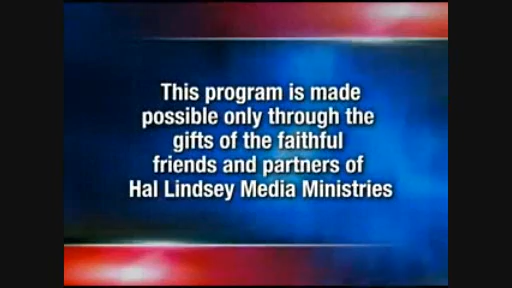 This program is made
possible only through the
gifts of the faithful
friends and partners of
Hal Lindsey Media Ministries